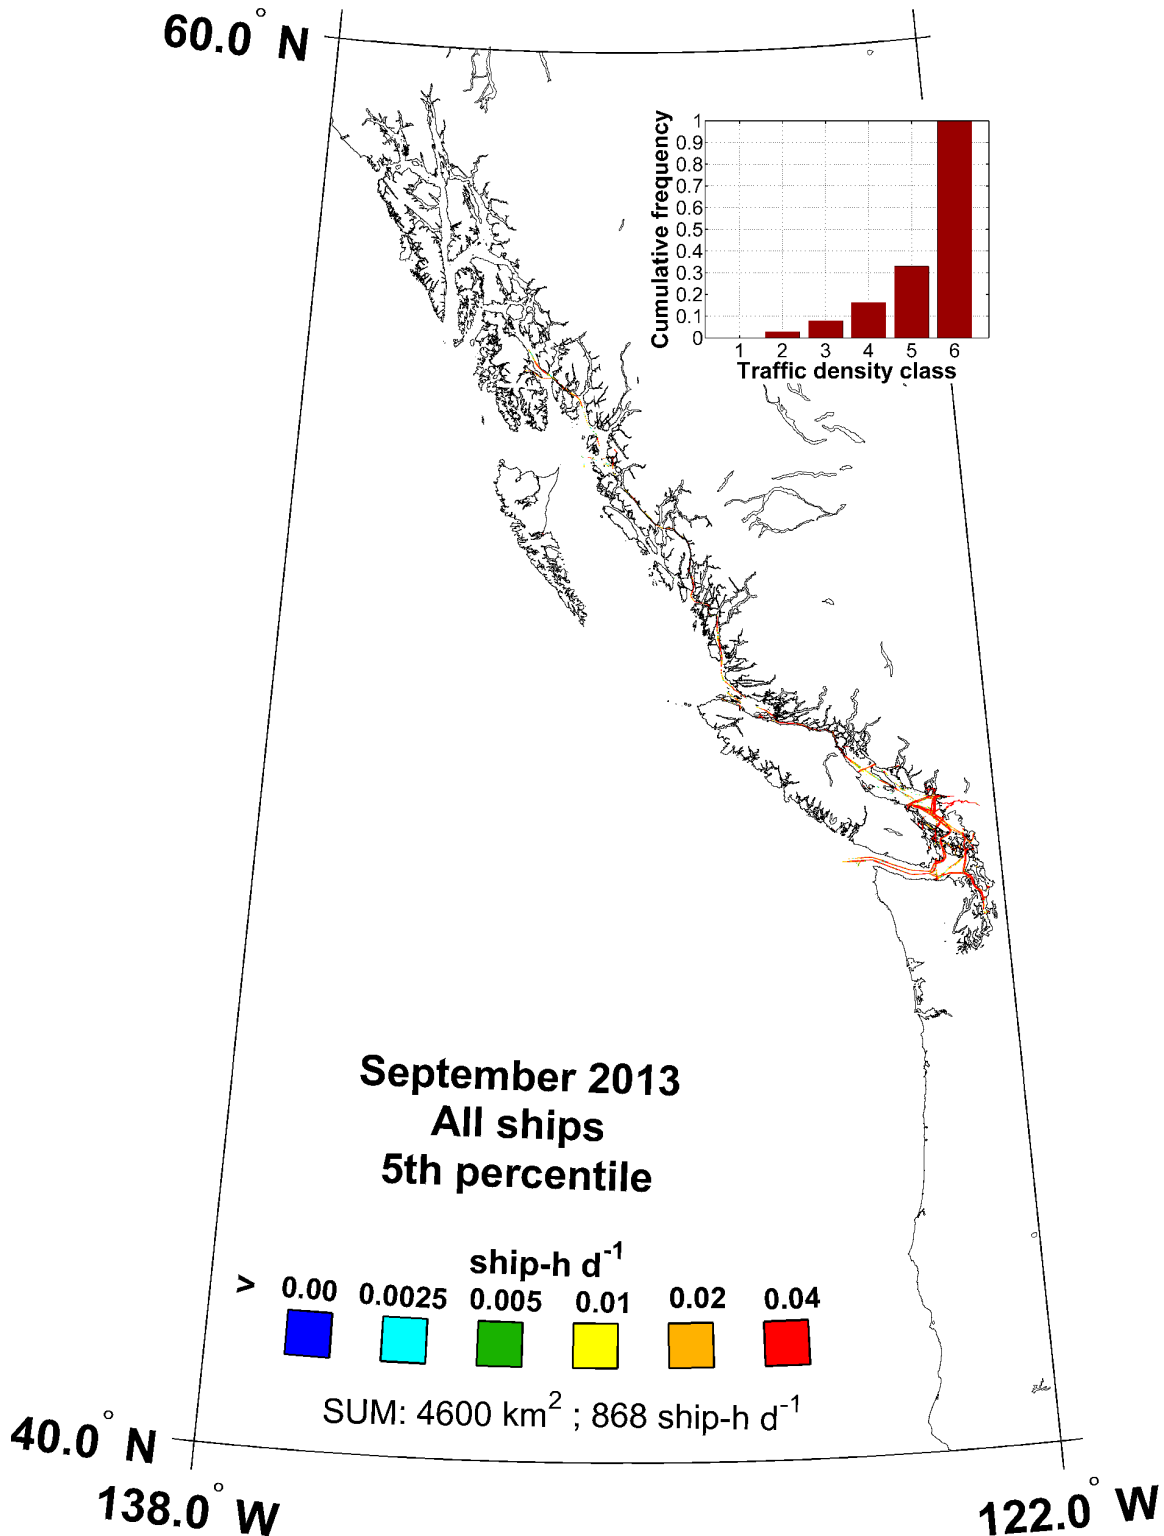 60.0° N
Cumulative frequency
1
0.9
0.8
0.7
0.6
0.5
0.4
0.3
0.2
0.1
0
1 2 3 4 5 6
Traffic density class
September 2013
All ships
5th percentile
ship-h d⁻¹
> 0.00 0.0025 0.005 0.01 0.02 0.04
SUM: 4600 km² ; 868 ship-h d⁻¹
40.0° N
138.0° W
122.0° W